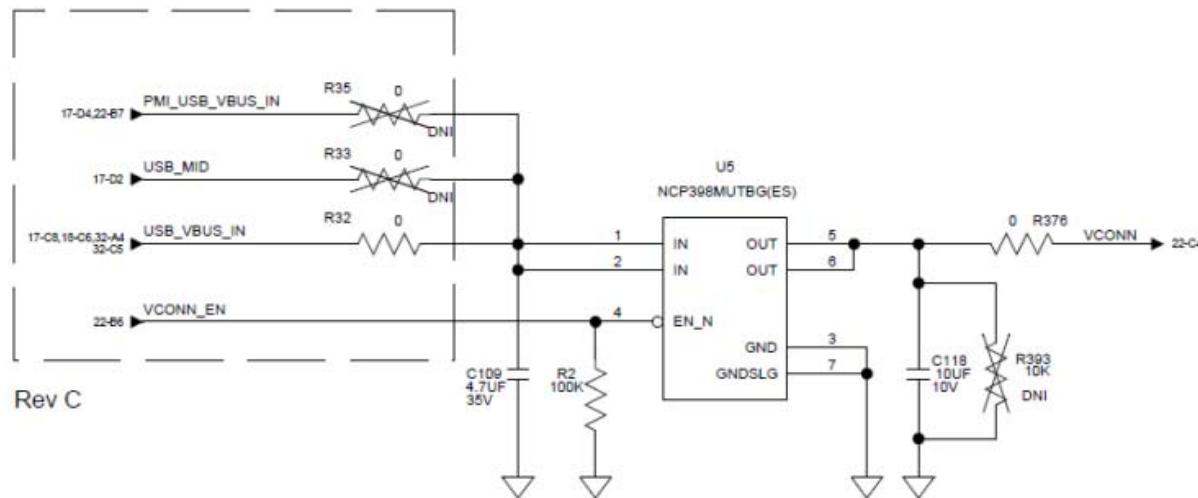 R35 0
17-D4,22-B7 PMI_USB_VBUS_IN
DNI
R33 0
17-D2 USB_MID
DNI
U5
NCP398MUTBG(ES)
R32 0
17-C8,18-C6,32-A4 USB_VBUS_IN
32-C5
1 IN OUT 5
0 R376
VCONN
22-C4
2 IN OUT 6
22-B6 VCONN_EN
4 EN_N
GND 3
GNDSLG 7
C109
4.7UF
35V
R2
100K
C118
10UF
10V
R393
10K
DNI
Rev C